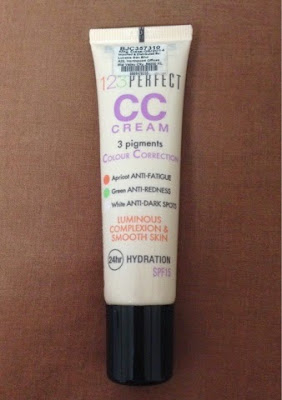 BJC357310
123 PERFECT
CC
CREAM
3 pigments
COLOUR CORRECTION
Apricot ANTI-FATIGUE
Green ANTI-REDNESS
White ANTI-DARK SPOTS
LUMINOUS
COMPLEXION &
SMOOTH SKIN
24hr HYDRATION
SPF15